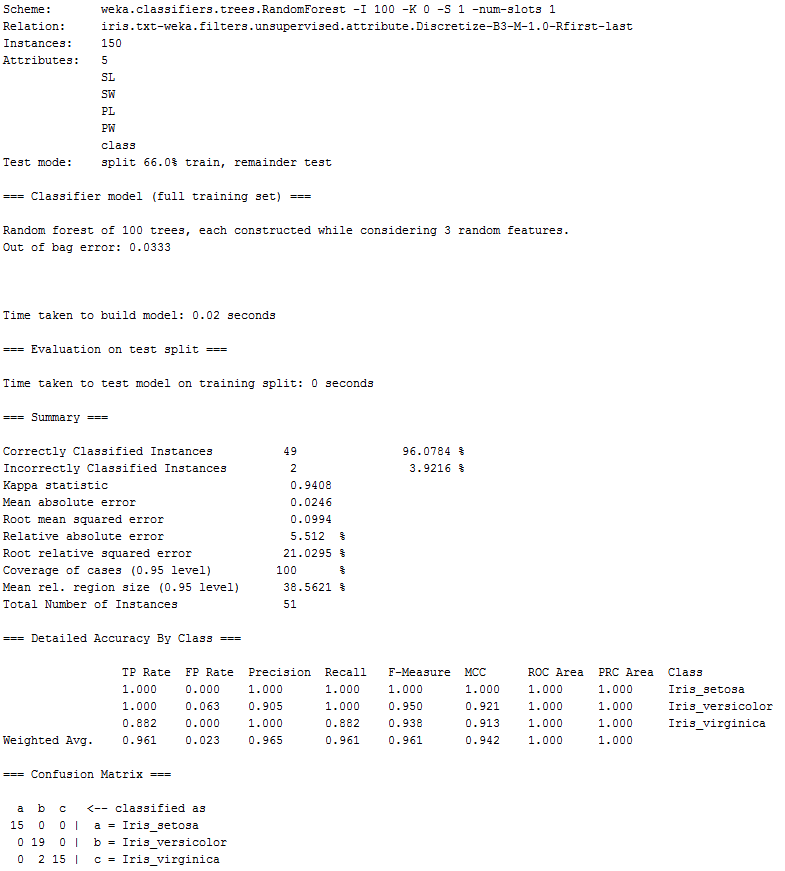 Scheme:       weka.classifiers.trees.RandomForest -I 100 -K 0 -S 1 -num-slots 1
Relation:     iris.txt-weka.filters.unsupervised.attribute.Discretize-B3-M-1.0-Rfirst-last
Instances:    150
Attributes:   5
              SL
              SW
              PL
              PW
              class
Test mode:    split 66.0% train, remainder test
=== Classifier model (full training set) ===
Random forest of 100 trees, each constructed while considering 3 random features.
Out of bag error: 0.0333
Time taken to build model: 0.02 seconds
=== Evaluation on test split ===
Time taken to test model on training split: 0 seconds
=== Summary ===
Correctly Classified Instances          49               96.0784 %
Incorrectly Classified Instances         2                3.9216 %
Kappa statistic                          0.9408
Mean absolute error                      0.0246
Root mean squared error                  0.0994
Relative absolute error                  5.512  %
Root relative squared error             21.0295 %
Coverage of cases (0.95 level)         100      %
Mean rel. region size (0.95 level)      38.5621 %
Total Number of Instances               51
=== Detailed Accuracy By Class ===
                 TP Rate  FP Rate  Precision  Recall   F-Measure  MCC      ROC Area  PRC Area  Class
                 1.000    0.000    1.000      1.000    1.000      1.000    1.000     1.000     Iris_setosa
                 1.000    0.063    0.905      1.000    0.950      0.921    1.000     1.000     Iris_versicolor
                 0.882    0.000    1.000      0.882    0.938      0.913    1.000     1.000     Iris_virginica
Weighted Avg.    0.961    0.023    0.965      0.961    0.961      0.942    1.000     1.000
=== Confusion Matrix ===
  a  b  c   <-- classified as
 15  0  0 |  a = Iris_setosa
  0 19  0 |  b = Iris_versicolor
  0  2 15 |  c = Iris_virginica